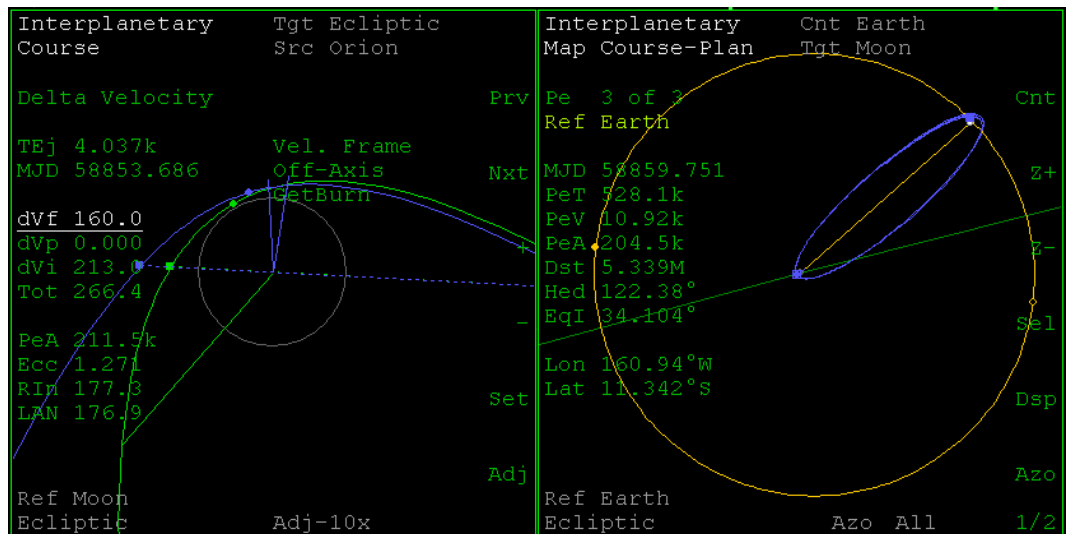 Interplanetary Tgt Ecliptic
Course Src Orion
Delta Velocity Prv
TEj 4.037k Vel. Frame
MJD 58853.686 Off-Axis Nxt
GetBurn
dVf 160.0
dVp 0.000 +
dVi 213.0
Tot 266.4
-
PeA 211.5k
Ecc 1.271
RIn 177.3
LAN 176.9 Set
Adj
Ref Moon
Ecliptic Adj-10x
Interplanetary Cnt Earth
Map Course-Plan Tgt Moon
Pe 3 of 3 Cnt
Ref Earth
MJD 58859.751 Z+
PeT 528.1k
PeV 10.92k
PeA 204.5k Z-
Dst 5.339M
Hed 122.38°
EqI 34.104° Sel
Lon 160.94°W
Lat 11.342°S Dsp
Azo
Ref Earth
Ecliptic Azo All 1/2